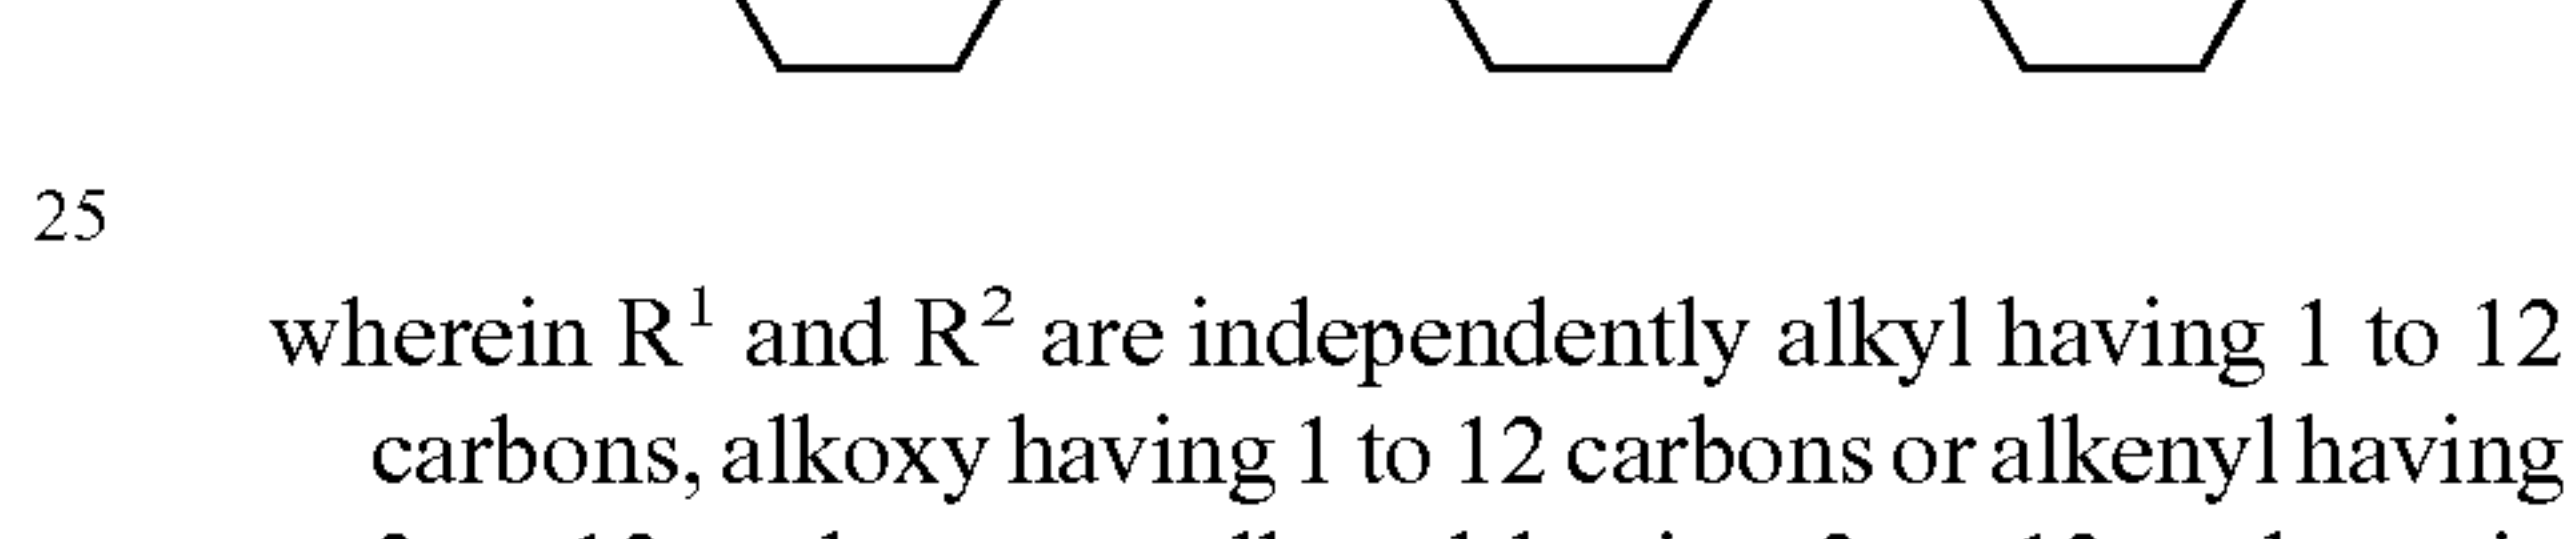 25
wherein R¹ and R² are independently alkyl having 1 to 12
carbons, alkoxy having 1 to 12 carbons or alkenyl having